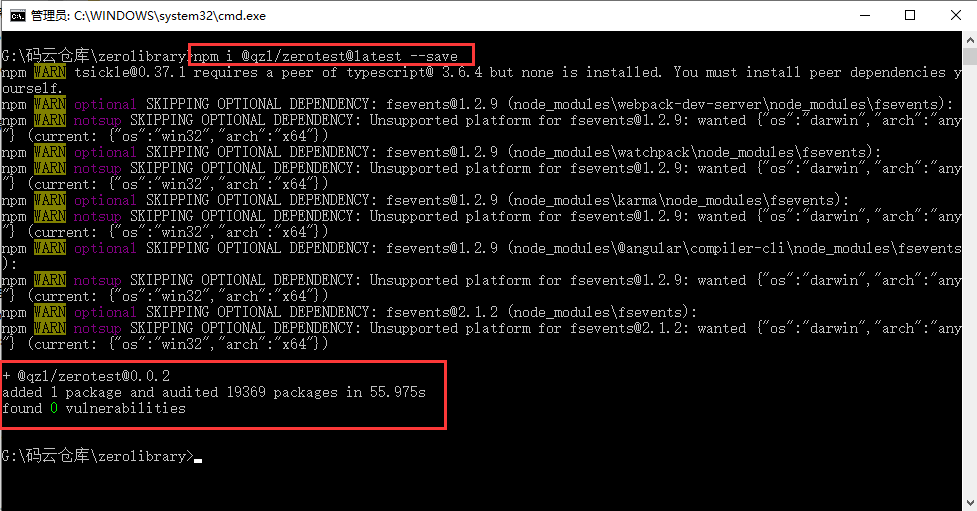 管理员: C:\WINDOWS\system32\cmd.exe
G:\码云仓库\zerolibrary>npm i @qzl/zerotest@latest --save
npm WARN tsickle@0.37.1 requires a peer of typescript@ 3.6.4 but none is installed. You must install peer dependencies y
ourself.
npm WARN optional SKIPPING OPTIONAL DEPENDENCY: fsevents@1.2.9 (node_modules\webpack-dev-server\node_modules\fsevents):
npm WARN notsup SKIPPING OPTIONAL DEPENDENCY: Unsupported platform for fsevents@1.2.9: wanted {"os":"darwin","arch":"any
"} (current: {"os":"win32","arch":"x64"})
npm WARN optional SKIPPING OPTIONAL DEPENDENCY: fsevents@1.2.9 (node_modules\watchpack\node_modules\fsevents):
npm WARN notsup SKIPPING OPTIONAL DEPENDENCY: Unsupported platform for fsevents@1.2.9: wanted {"os":"darwin","arch":"any
"} (current: {"os":"win32","arch":"x64"})
npm WARN optional SKIPPING OPTIONAL DEPENDENCY: fsevents@1.2.9 (node_modules\karma\node_modules\fsevents):
npm WARN notsup SKIPPING OPTIONAL DEPENDENCY: Unsupported platform for fsevents@1.2.9: wanted {"os":"darwin","arch":"any
"} (current: {"os":"win32","arch":"x64"})
npm WARN optional SKIPPING OPTIONAL DEPENDENCY: fsevents@1.2.9 (node_modules\@angular\compiler-cli\node_modules\fsevents
):
npm WARN notsup SKIPPING OPTIONAL DEPENDENCY: Unsupported platform for fsevents@1.2.9: wanted {"os":"darwin","arch":"any
"} (current: {"os":"win32","arch":"x64"})
npm WARN optional SKIPPING OPTIONAL DEPENDENCY: fsevents@2.1.2 (node_modules\fsevents):
npm WARN notsup SKIPPING OPTIONAL DEPENDENCY: Unsupported platform for fsevents@2.1.2: wanted {"os":"darwin","arch":"any
"} (current: {"os":"win32","arch":"x64"})
+ @qzl/zerotest@0.0.2
added 1 package and audited 19369 packages in 55.975s
found 0 vulnerabilities
G:\码云仓库\zerolibrary>